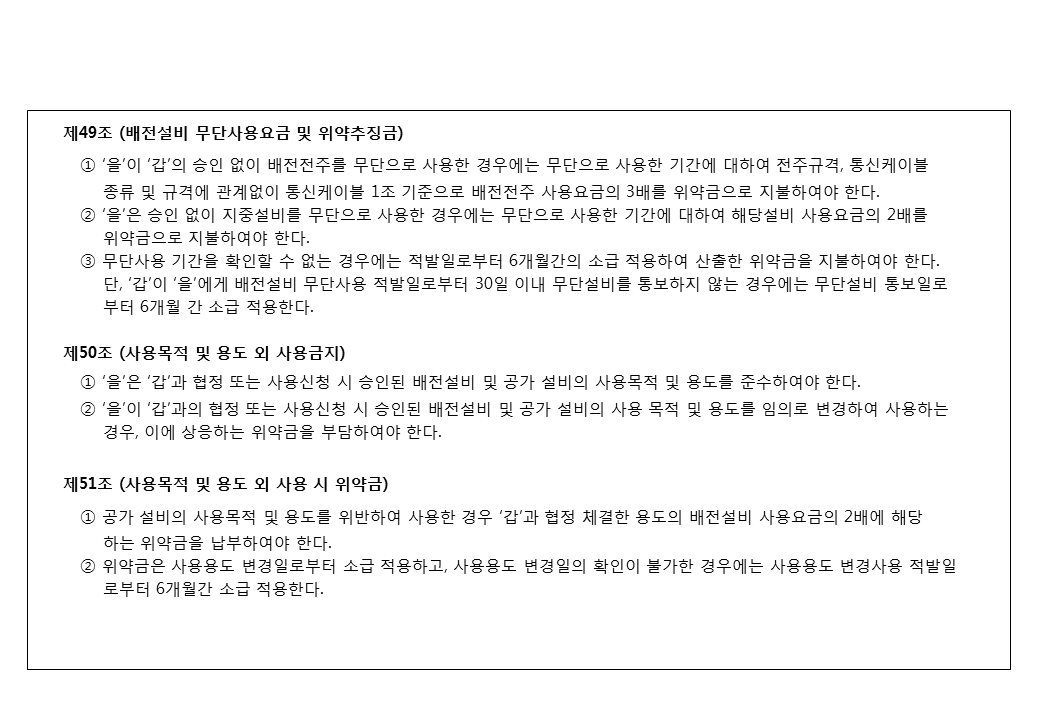 제49조 (배전설비 무단사용요금 및 위약추징금)
① ‘을’이 ‘갑’의 승인 없이 배전전주를 무단으로 사용한 경우에는 무단으로 사용한 기간에 대하여 전주규격, 통신케이블
종류 및 규격에 관계없이 통신케이블 1조 기준으로 배전전주 사용요금의 3배를 위약금으로 지불하여야 한다.
② ‘을’은 승인 없이 지중설비를 무단으로 사용한 경우에는 무단으로 사용한 기간에 대하여 해당설비 사용요금의 2배를
위약금으로 지불하여야 한다.
③ 무단사용 기간을 확인할 수 없는 경우에는 적발일로부터 6개월간의 소급 적용하여 산출한 위약금을 지불하여야 한다.
단, ‘갑’이 ‘을’에게 배전설비 무단사용 적발일로부터 30일 이내 무단설비를 통보하지 않는 경우에는 무단설비 통보일로
부터 6개월 간 소급 적용한다.
제50조 (사용목적 및 용도 외 사용금지)
① ‘을’은 ‘갑’과 협정 또는 사용신청 시 승인된 배전설비 및 공가 설비의 사용목적 및 용도를 준수하여야 한다.
② ‘을’이 ‘갑’과의 협정 또는 사용신청 시 승인된 배전설비 및 공가 설비의 사용 목적 및 용도를 임의로 변경하여 사용하는
경우, 이에 상응하는 위약금을 부담하여야 한다.
제51조 (사용목적 및 용도 외 사용 시 위약금)
① 공가 설비의 사용목적 및 용도를 위반하여 사용한 경우 ‘갑’과 협정 체결한 용도의 배전설비 사용요금의 2배에 해당
하는 위약금을 납부하여야 한다.
② 위약금은 사용용도 변경일로부터 소급 적용하고, 사용용도 변경일의 확인이 불가한 경우에는 사용용도 변경사용 적발일
로부터 6개월간 소급 적용한다.